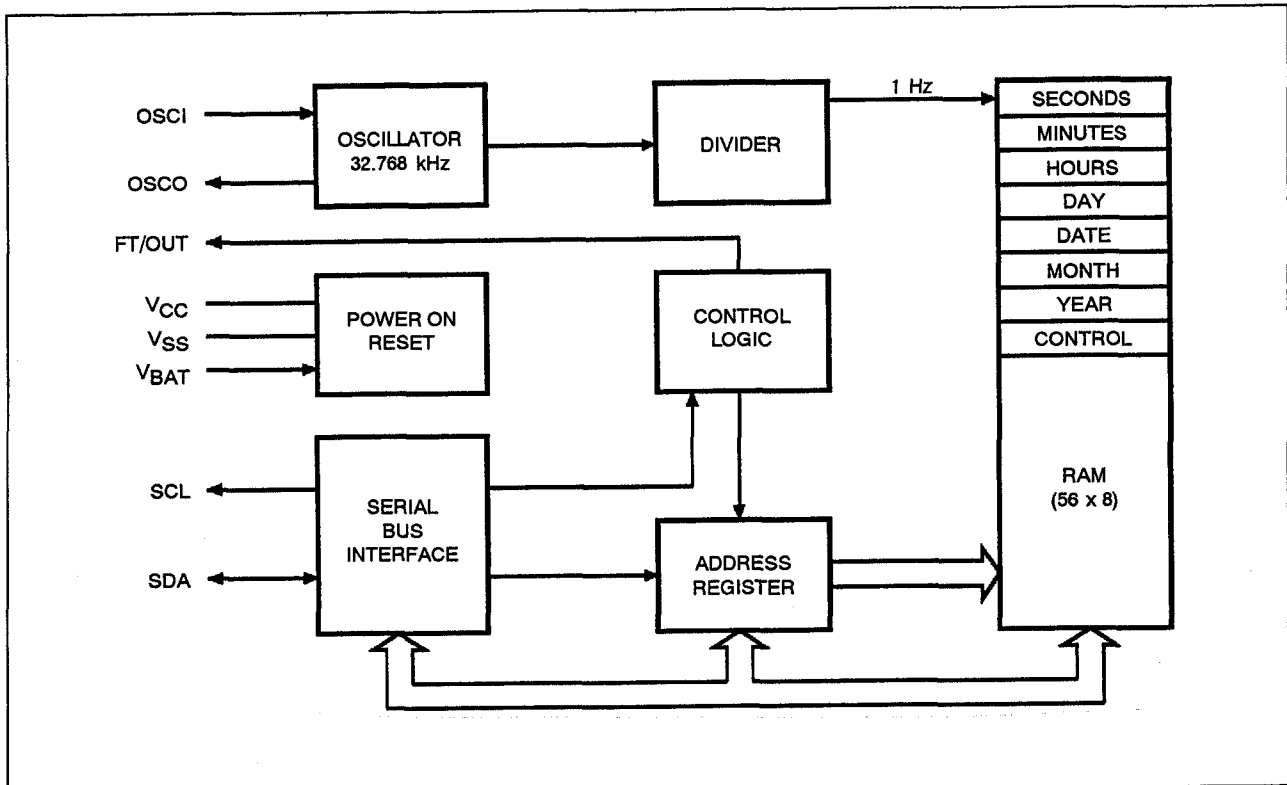 OSCI
OSCO
FT/OUT
VCC
VSS
VBAT
SCL
SDA
OSCILLATOR
32.768 kHz
POWER ON
RESET
SERIAL
BUS
INTERFACE
DIVIDER
CONTROL
LOGIC
ADDRESS
REGISTER
1 Hz
SECONDS
MINUTES
HOURS
DAY
DATE
MONTH
YEAR
CONTROL
RAM
(56 x 8)